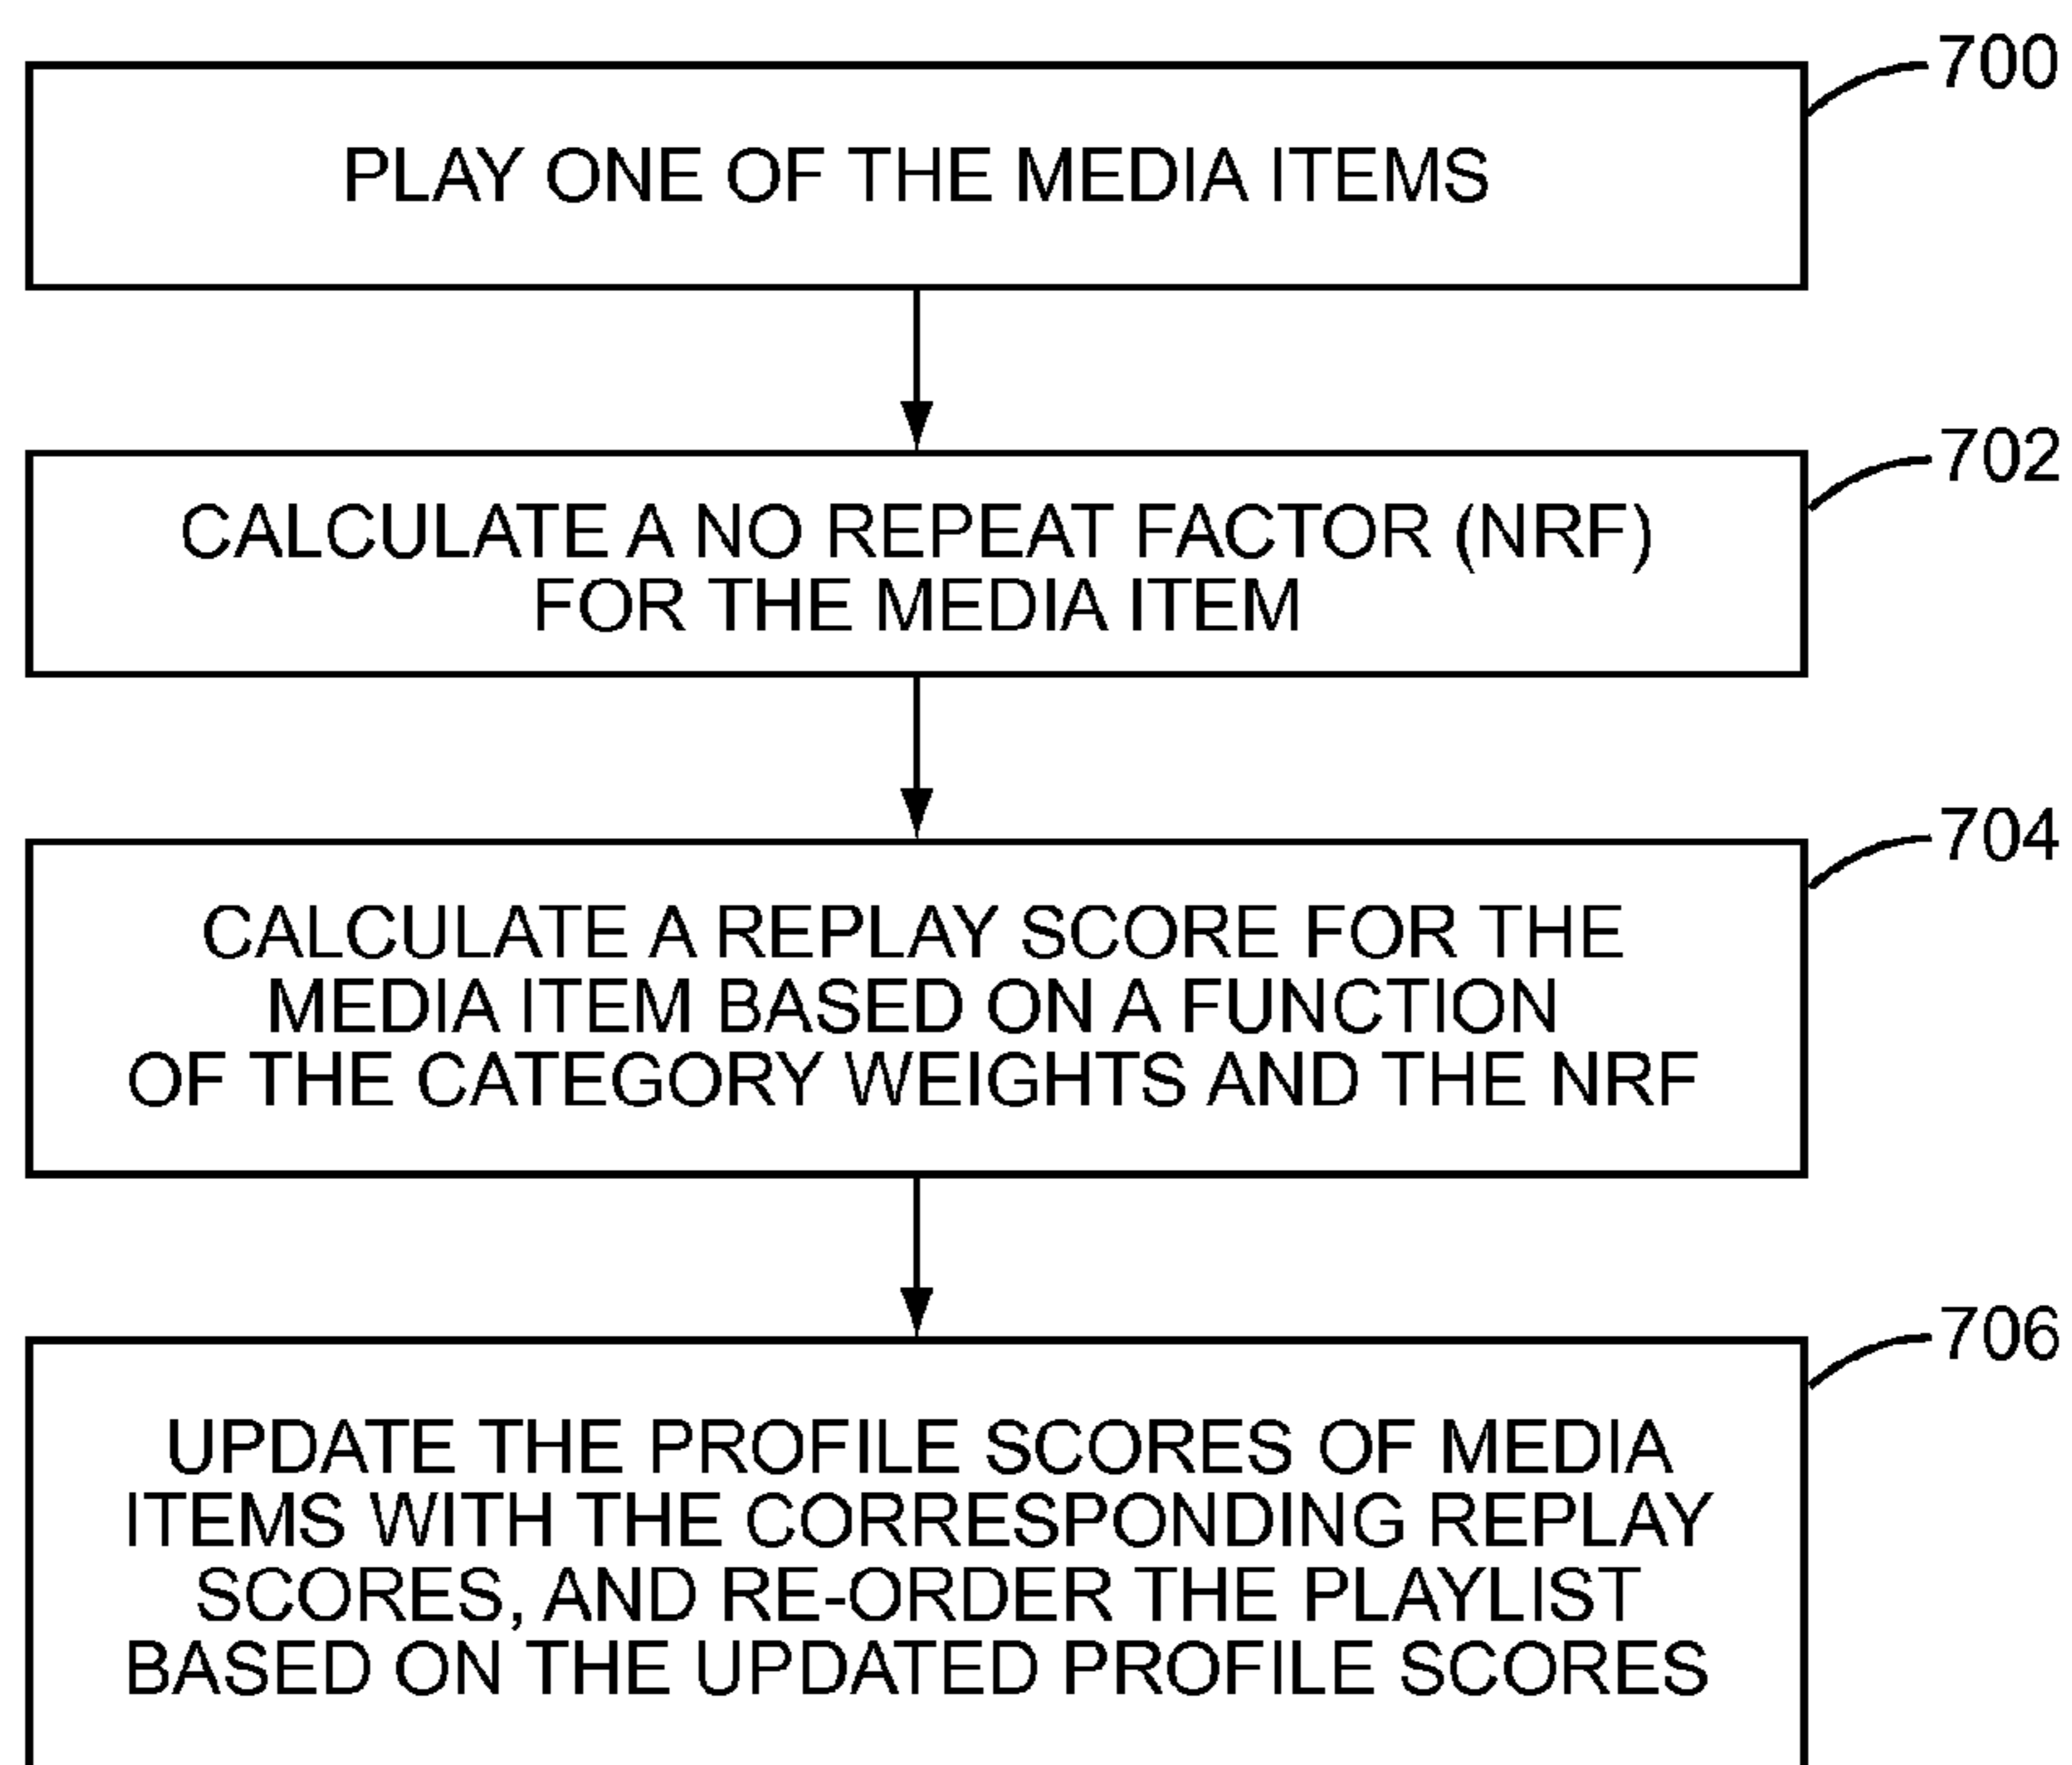 700
PLAY ONE OF THE MEDIA ITEMS
702
CALCULATE A NO REPEAT FACTOR (NRF)
FOR THE MEDIA ITEM
704
CALCULATE A REPLAY SCORE FOR THE
MEDIA ITEM BASED ON A FUNCTION
OF THE CATEGORY WEIGHTS AND THE NRF
706
UPDATE THE PROFILE SCORES OF MEDIA
ITEMS WITH THE CORRESPONDING REPLAY
SCORES, AND RE-ORDER THE PLAYLIST
BASED ON THE UPDATED PROFILE SCORES